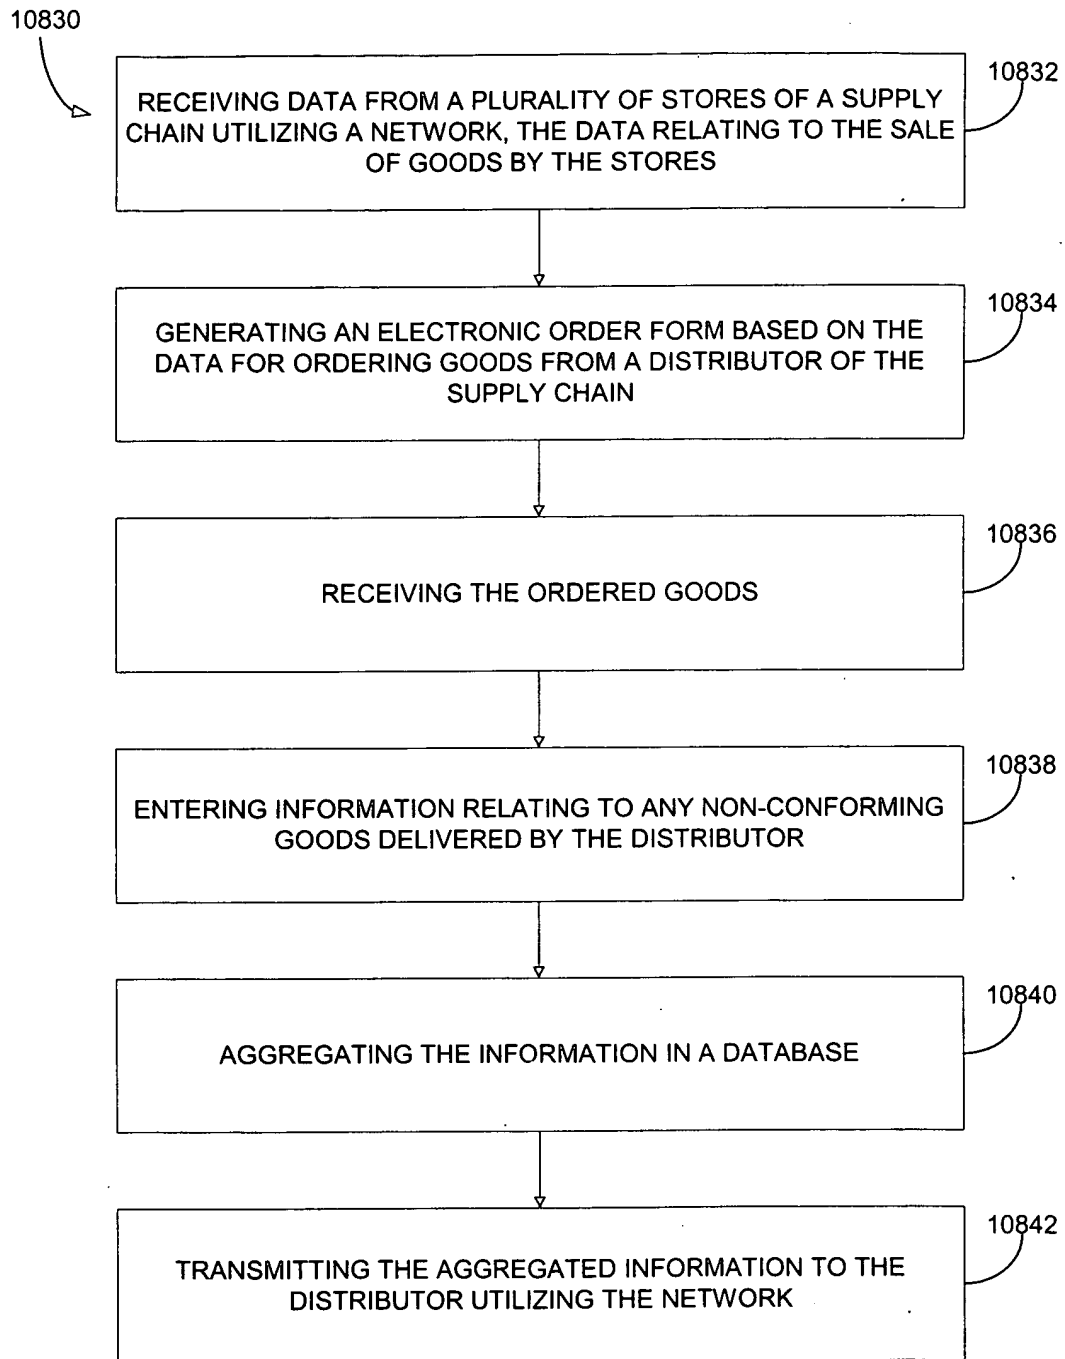 10830
10832
RECEIVING DATA FROM A PLURALITY OF STORES OF A SUPPLY
CHAIN UTILIZING A NETWORK, THE DATA RELATING TO THE SALE
OF GOODS BY THE STORES
10834
GENERATING AN ELECTRONIC ORDER FORM BASED ON THE
DATA FOR ORDERING GOODS FROM A DISTRIBUTOR OF THE
SUPPLY CHAIN
10836
RECEIVING THE ORDERED GOODS
10838
ENTERING INFORMATION RELATING TO ANY NON-CONFORMING
GOODS DELIVERED BY THE DISTRIBUTOR
10840
AGGREGATING THE INFORMATION IN A DATABASE
10842
TRANSMITTING THE AGGREGATED INFORMATION TO THE
DISTRIBUTOR UTILIZING THE NETWORK